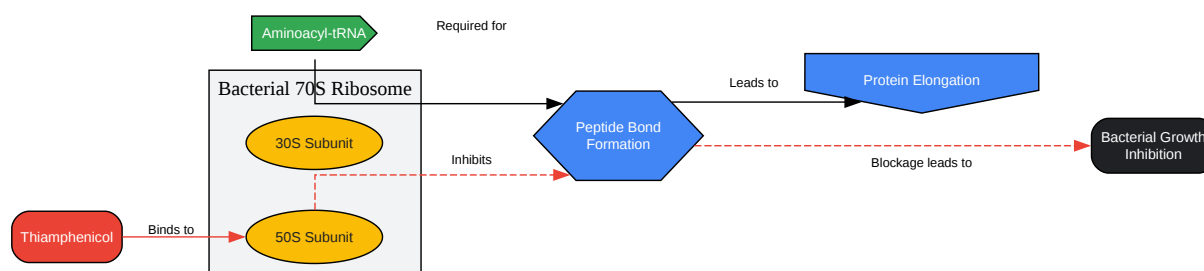 Aminoacyl-tRNA
Required for
Bacterial 70S Ribosome
30S Subunit
50S Subunit
Thiamphenicol
Binds to
Inhibits
Peptide Bond
Formation
Leads to
Protein Elongation
Blockage leads to
Bacterial Growth
Inhibition